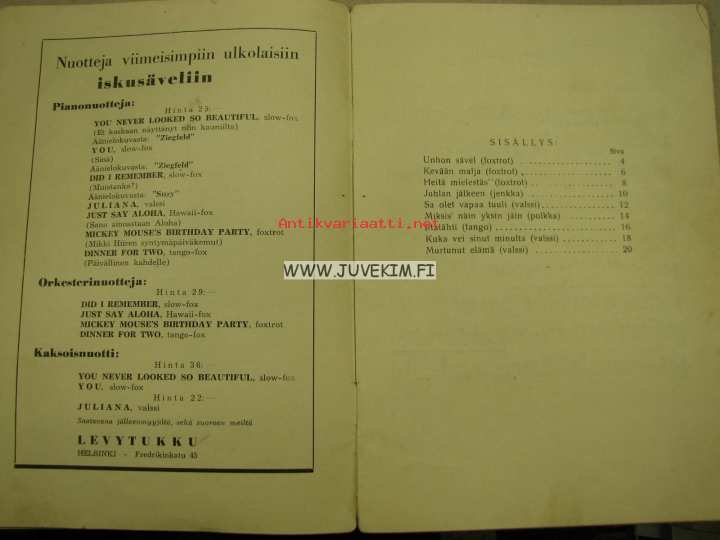 Nuotteja viimeisimpiin ulkolaisiin
iskusäveliin
Pianonuotteja:
Hinta 25:—
YOU NEVER LOOKED SO BEAUTIFUL, slow-fox
(Et koskaan näyttänyt niin kauniilta)
Äänielokuvasta: "Ziegfeld"
YOU, slow-fox
(Sinä)
Äänielokuvasta: "Ziegfeld"
DID I REMEMBER, slow-fox
(Muistanko?)
Äänielokuvasta: "Suzy"
JULIANA, valssi
JUST SAY ALOHA, Hawaii-fox
(Sano ainoastaan Aloha)
MICKEY MOUSE'S BIRTHDAY PARTY, foxtrot
(Mikki Hiiren syntymäpäiväkemut)
DINNER FOR TWO, tango-fox
(Päivällinen kahdelle)
Orkesterinuotteja:
Hinta 29:—
DID I REMEMBER, slow-fox
JUST SAY ALOHA, Hawaii-fox
MICKEY MOUSE'S BIRTHDAY PARTY, foxtrot
DINNER FOR TWO, tango-fox
Kaksoisnuotti:
Hinta 36:—
YOU NEVER LOOKED SO BEAUTIFUL, slow-fox
YOU, slow-fox
Hinta 22:—
JULIANA, valssi
Saatavana jälleenmyyjiltä, sekä suoraan meiltä
LEVYTUKKU
HELSINKI - Fredrikinkatu 45
SISÄLLYS:
Sivu
Unhon sävel (foxtrot) 4
Kevään malja (foxtrot) 6
Heitä mielestäs' (foxtrot) 8
Juhlan jälkeen (jenkka) 10
Sa olet vapaa tuuli (valssi) 12
Miksis' näin yksin jäin (polkka) 14
(tango) 16
Kuka vei sinut minulta (valssi) 18
Murtunut elämä (valssi) 20
Antikvariaatti.net
WWW.JUVEKIM.FI